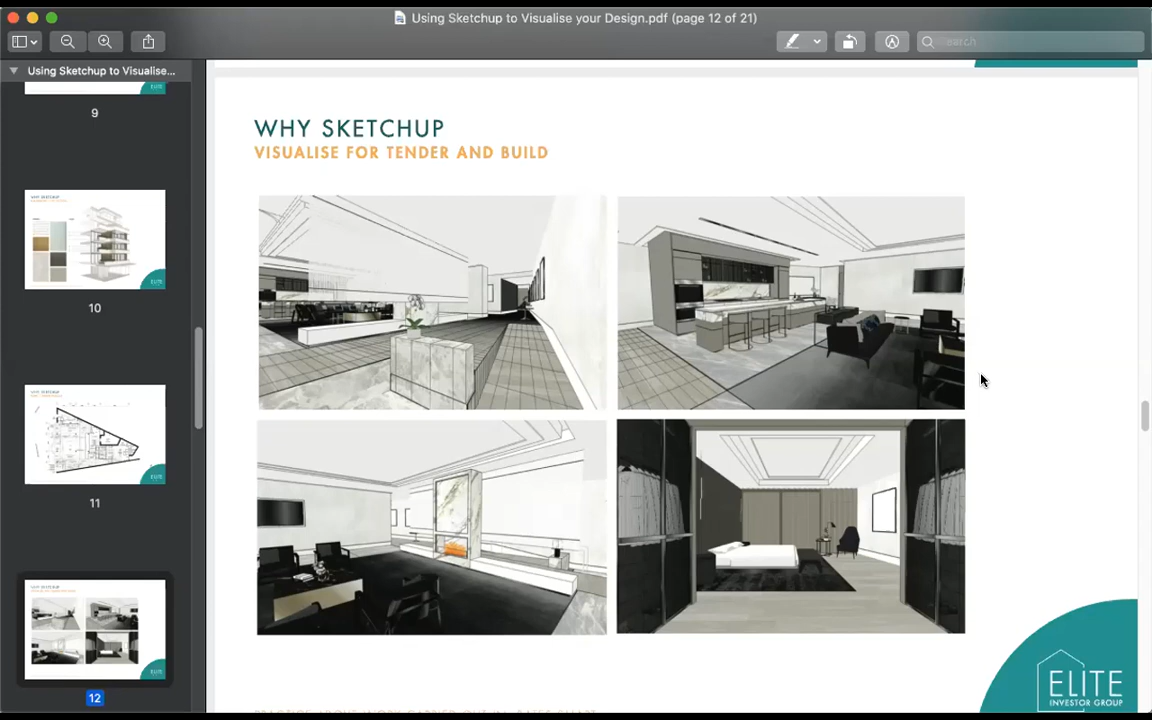 Using Sketchup to Visualise your Design.pdf (page 12 of 21)
Using Sketchup to Visualise...
9
10
11
12
WHY SKETCHUP
VISUALISE FOR TENDER AND BUILD
ELITE
INVESTOR GROUP